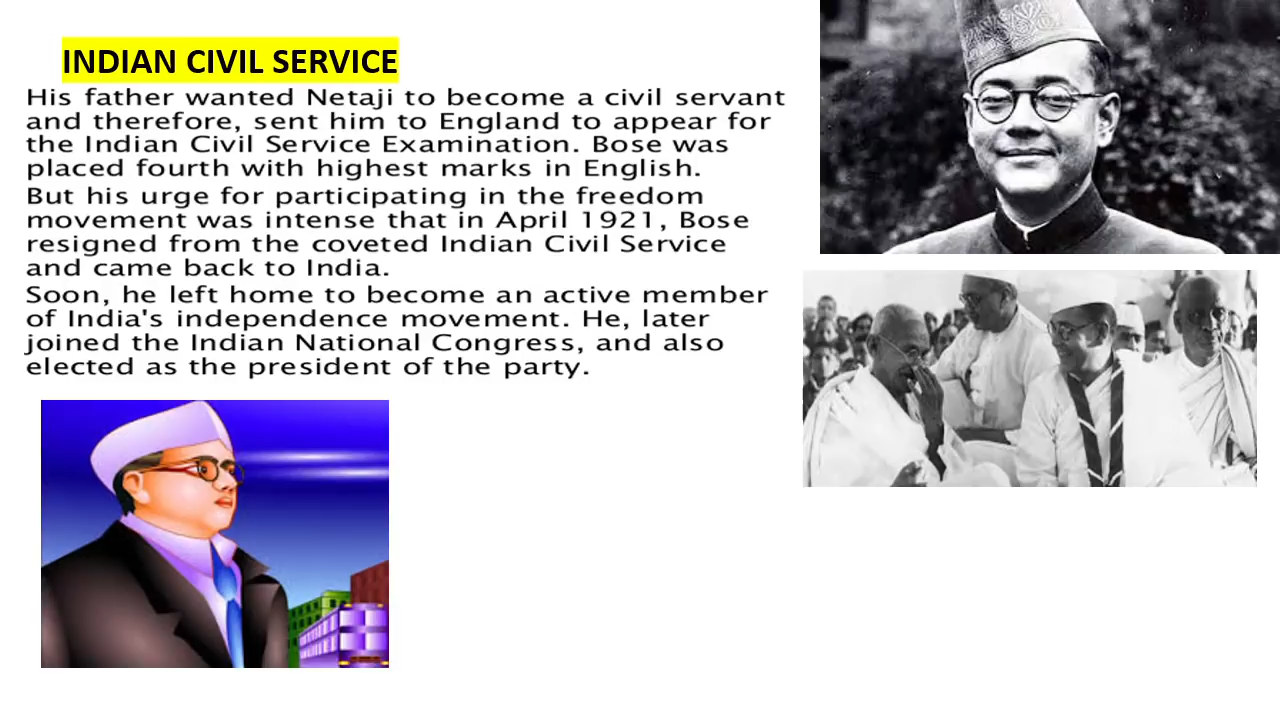 INDIAN CIVIL SERVICE
His father wanted Netaji to become a civil servant
and therefore, sent him to England to appear for
the Indian Civil Service Examination. Bose was
placed fourth with highest marks in English.
But his urge for participating in the freedom
movement was intense that in April 1921, Bose
resigned from the coveted Indian Civil Service
and came back to India.
Soon, he left home to become an active member
of India's independence movement. He, later
joined the Indian National Congress, and also
elected as the president of the party.